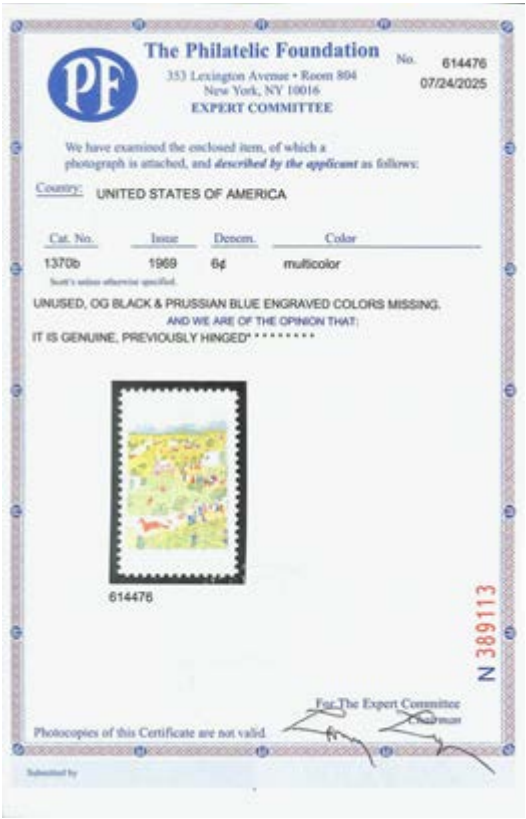 PF
The Philatelic Foundation
353 Lexington Avenue • Room 804
New York, NY 10016
EXPERT COMMITTEE
No. 614476
07/24/2025
We have examined the enclosed item, of which a
photograph is attached, and described by the applicant as follows:
Country: UNITED STATES OF AMERICA
Cat. No. Issue Denom. Color
1370b 1969 6¢ multicolor
Scott's unless otherwise specified.
UNUSED, OG BLACK & PRUSSIAN BLUE ENGRAVED COLORS MISSING.
AND WE ARE OF THE OPINION THAT:
IT IS GENUINE, PREVIOUSLY HINGED* * * * * * * * *
614476
N 389113
For The Expert Committee
Chairman
Photocopies of this Certificate are not valid
Submitted by